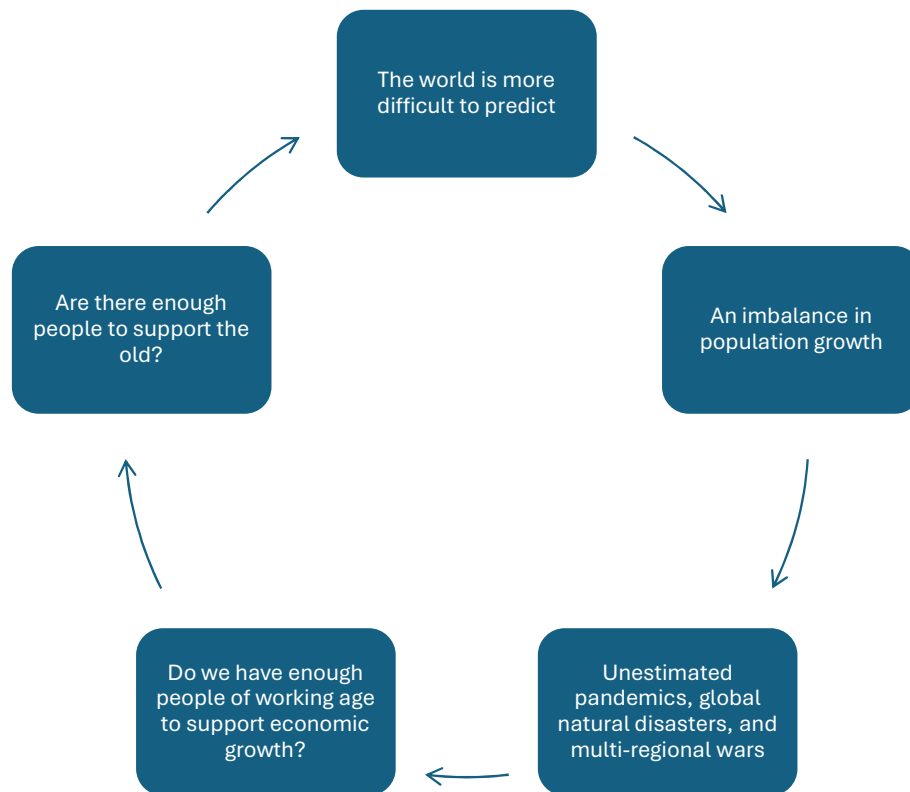 The world is more
difficult to predict
An imbalance in
population growth
Unestimated
pandemics, global
natural disasters, and
multi-regional wars
Do we have enough
people of working age
to support economic
growth?
Are there enough
people to support the
old?